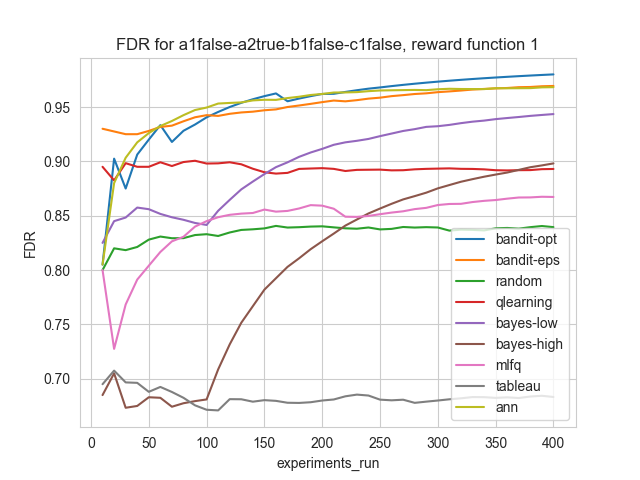 FDR for a1false-a2true-b1false-c1false, reward function 1
FDR
0.95
0.90
0.85
0.80
0.75
0.70
0 50 100 150 200 250 300 350 400
experiments_run
bandit-opt
bandit-eps
random
qlearning
bayes-low
bayes-high
mlfq
tableau
ann